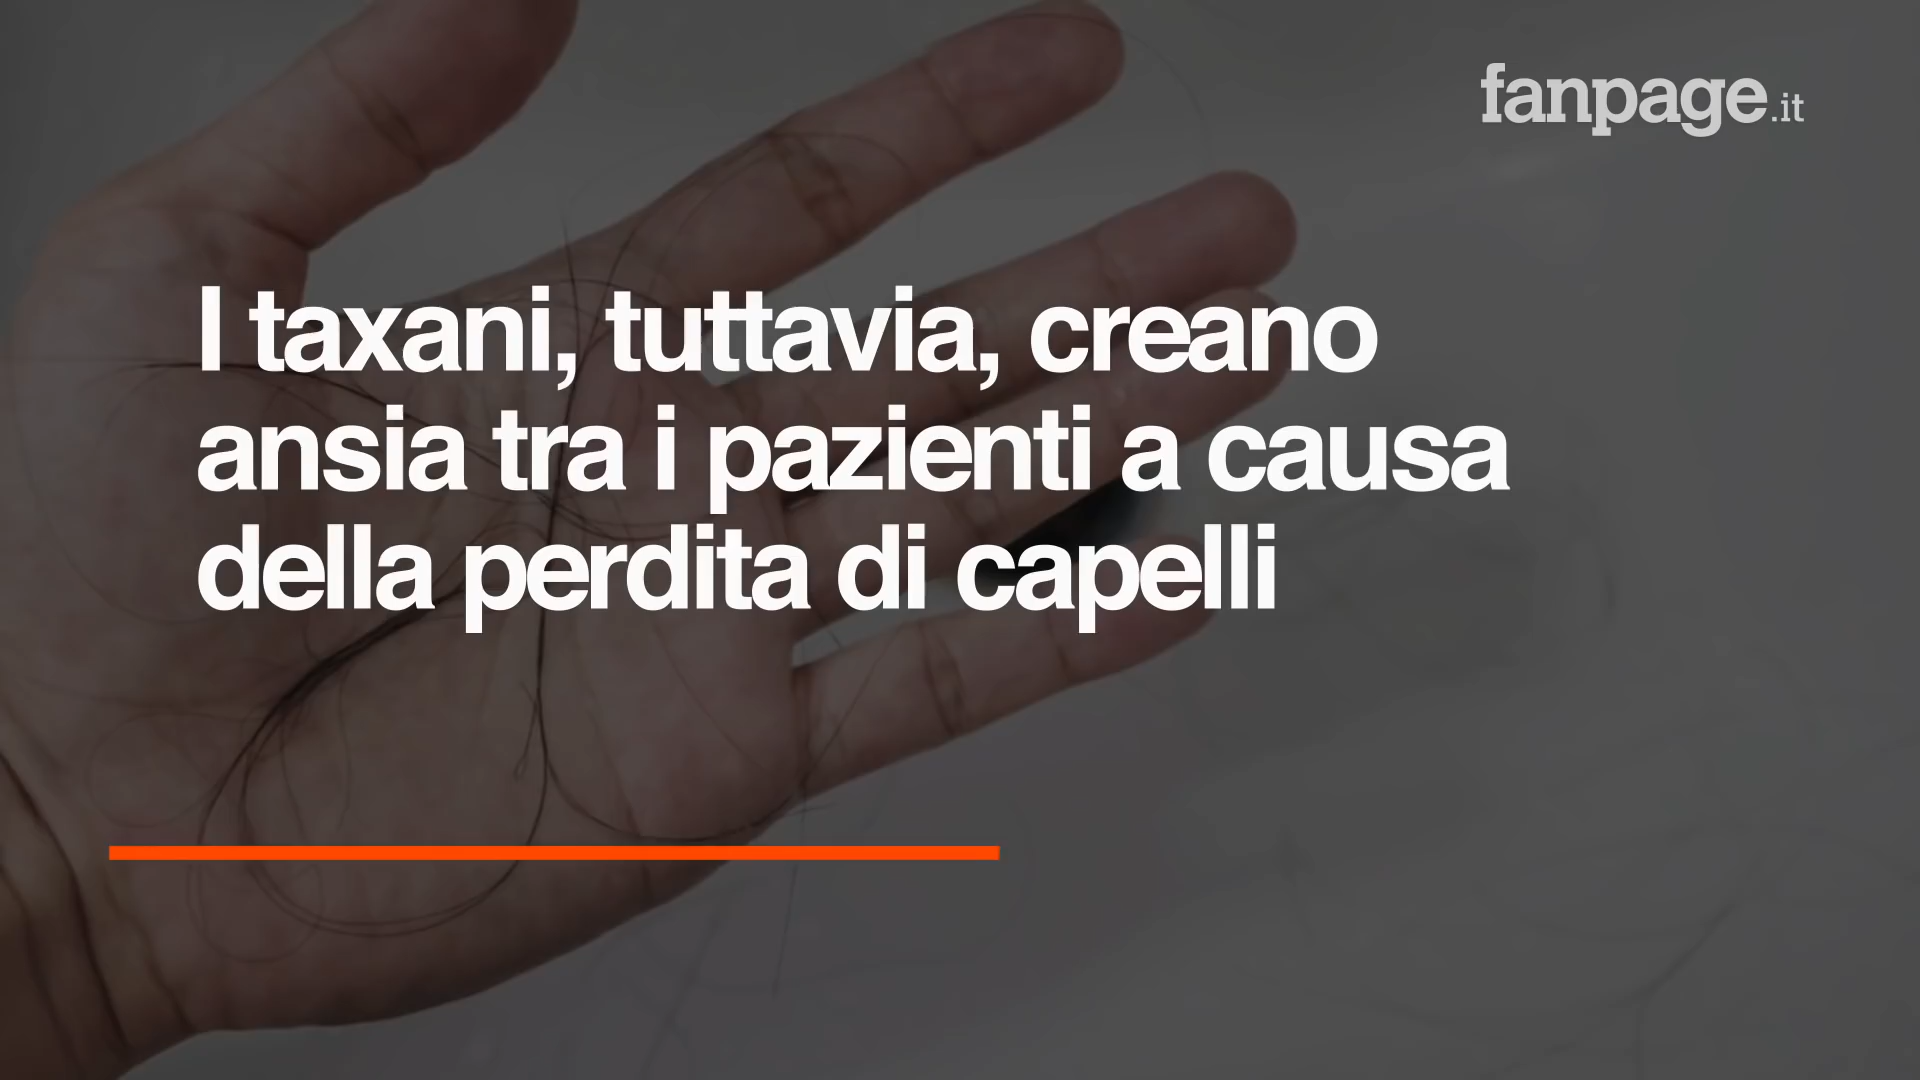 fanpage.it
I taxani, tuttavia, creano
ansia tra i pazienti a causa
della perdita di capelli